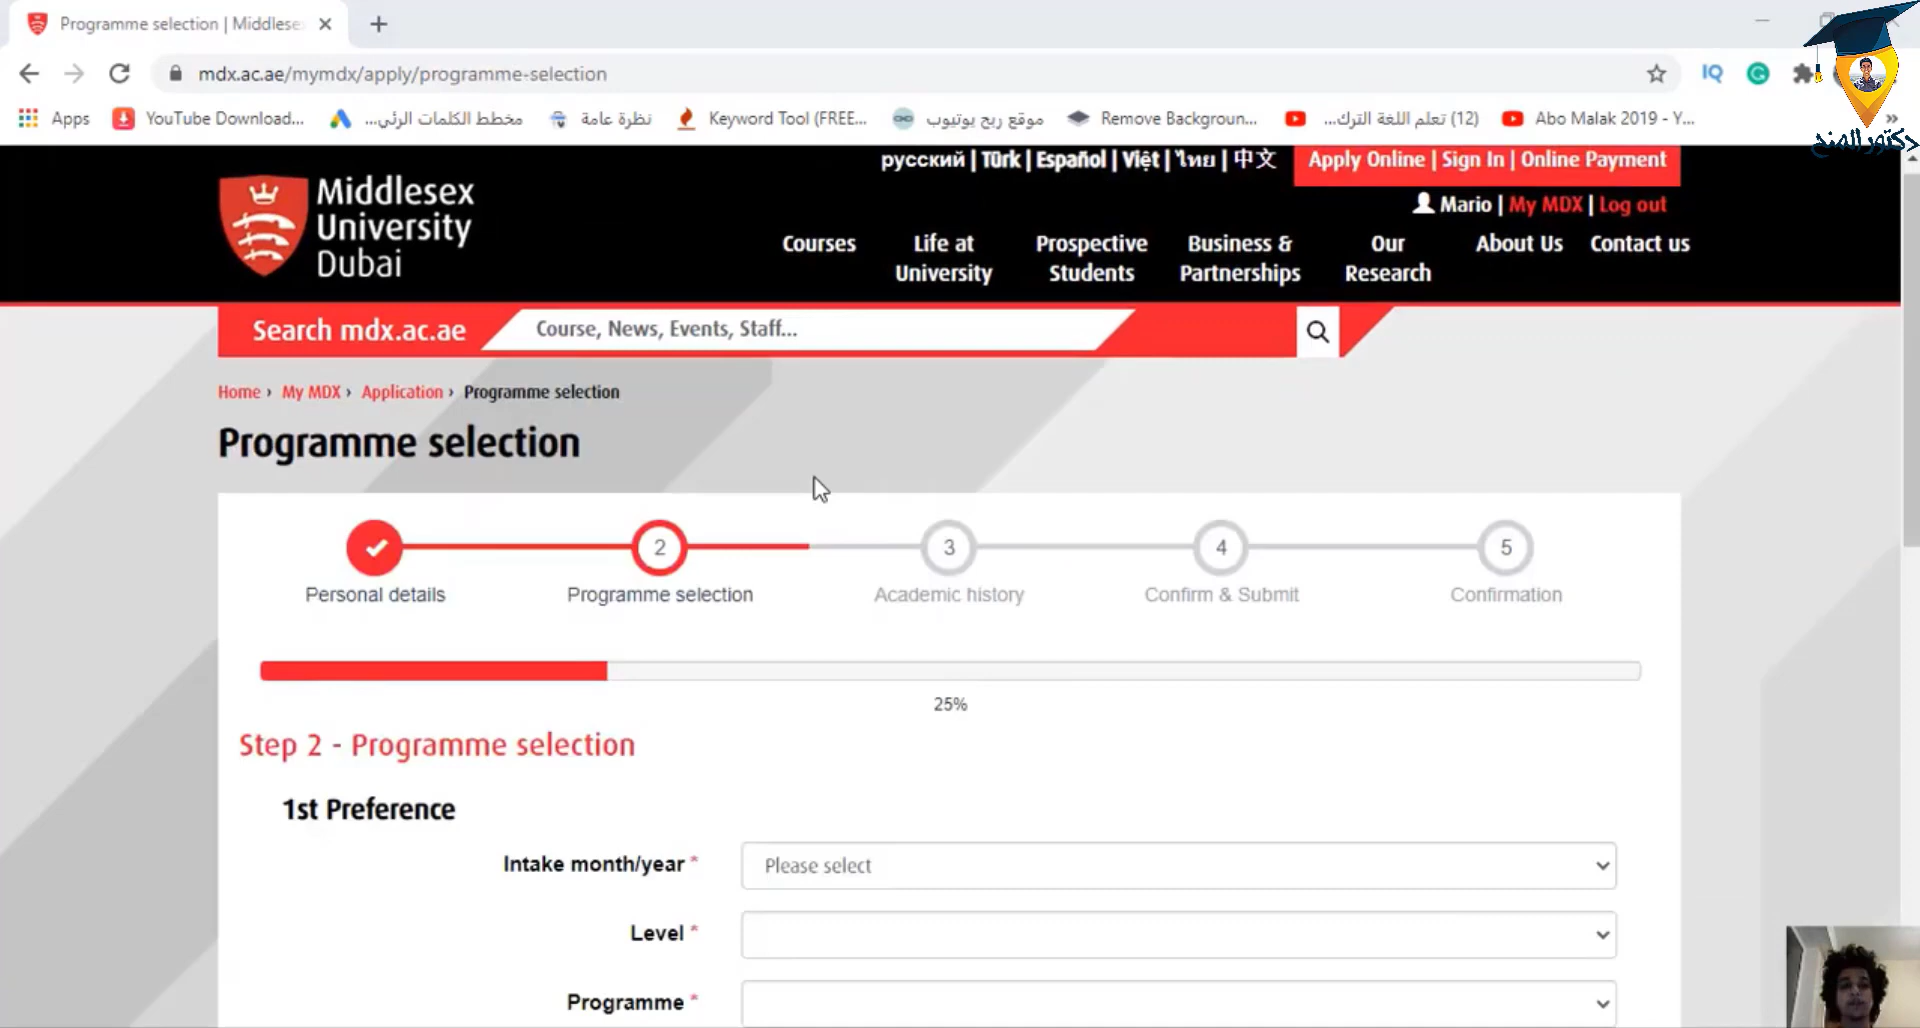 Programme selection | Middlese
mdx.ac.ae/mymdx/apply/programme-selection
IQ
Apps
YouTube Download...
مخطط الكلمات الرئي...
نظرة عامة
Keyword Tool (FREE...
موقع ربح يوتيوب
Remove Backgroun...
(12) تعلم اللغة الترك...
Abo Malak 2019 - Y...
»
دكتور المنح
русский | Türk | Español | Việt | ไทย | 中文
Apply Online | Sign In | Online Payment
Mario | My MDX | Log out
Middlesex
University
Dubai
Courses
Life at
University
Prospective
Students
Business &
Partnerships
Our
Research
About Us
Contact us
Search mdx.ac.ae
Course, News, Events, Staff...
Home › My MDX › Application › Programme selection
Programme selection
2
3
4
5
Personal details
Programme selection
Academic history
Confirm & Submit
Confirmation
25%
Step 2 - Programme selection
1st Preference
Intake month/year *
Please select
Level *
Programme *